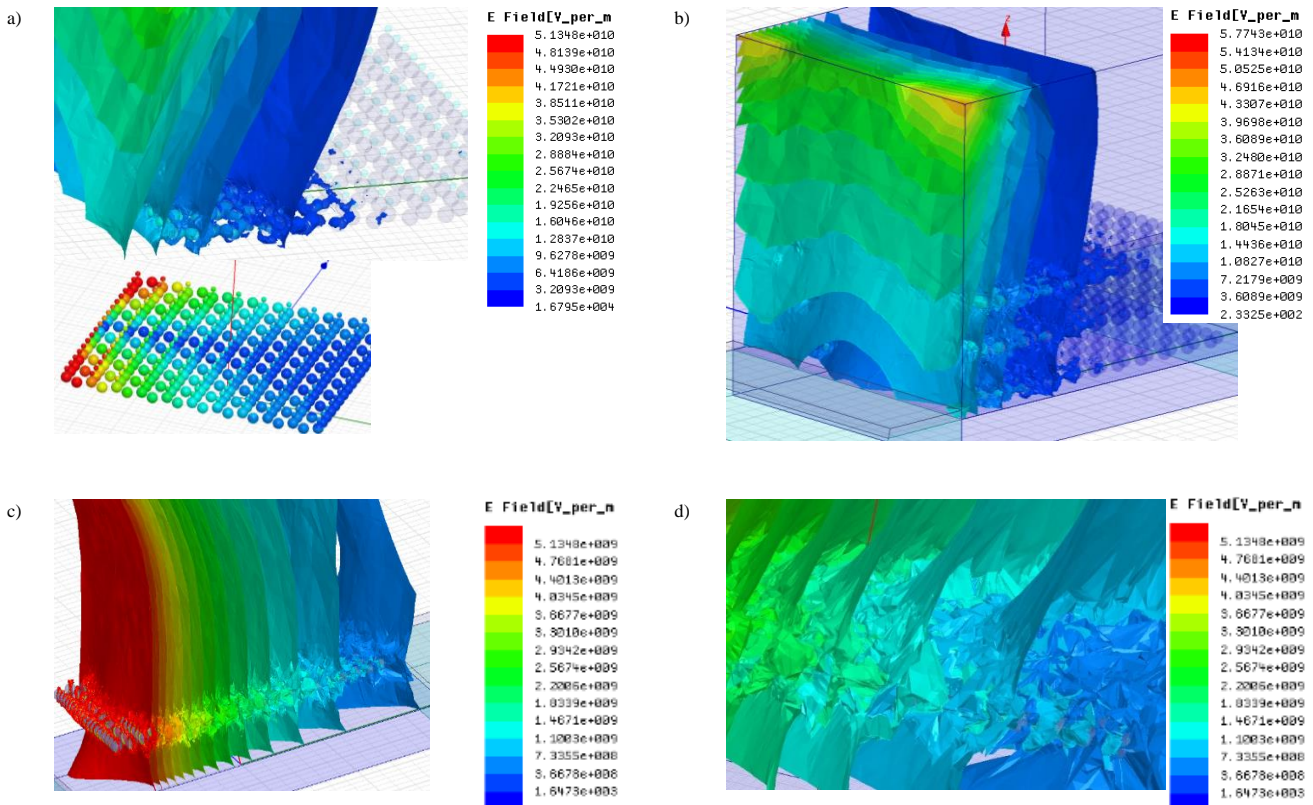 a)
E Field[V_per_m
5.1348e+010
4.8139e+010
4.4930e+010
4.1721e+010
3.8511e+010
3.5302e+010
3.2093e+010
2.8884e+010
2.5674e+010
2.2465e+010
1.9256e+010
1.6046e+010
1.2837e+010
9.6278e+009
6.4186e+009
3.2093e+009
1.6795e+004
b)
E Field[V_per_m
5.7743e+010
5.4134e+010
5.0525e+010
4.6916e+010
4.3307e+010
3.9698e+010
3.6089e+010
3.2480e+010
2.8871e+010
2.5263e+010
2.1654e+010
1.8045e+010
1.4436e+010
1.0827e+010
7.2179e+009
3.6089e+009
2.3325e+002
c)
E Field[V_per_m
5.1348e+009
4.7681e+009
4.4013e+009
4.0345e+009
3.6677e+009
3.3010e+009
2.9342e+009
2.5674e+009
2.2006e+009
1.8339e+009
1.4671e+009
1.1003e+009
7.3355e+008
3.6678e+008
1.6473e+003
d)
E Field[V_per_m
5.1348e+009
4.7681e+009
4.4013e+009
4.0345e+009
3.6677e+009
3.3010e+009
2.9342e+009
2.5674e+009
2.2006e+009
1.8339e+009
1.4671e+009
1.1003e+009
7.3355e+008
3.6678e+008
1.6473e+003